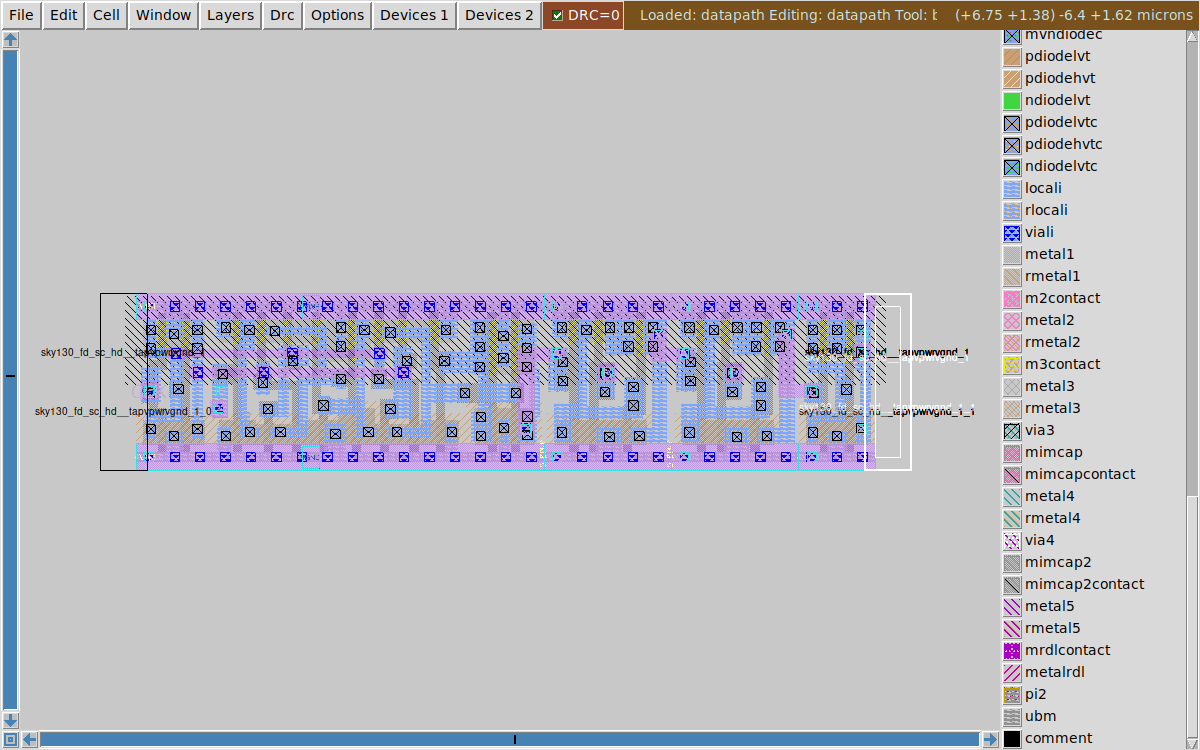 File Edit Cell Window Layers Drc Options Devices 1 Devices 2 DRC=0 Loaded: datapath Editing: datapath Tool: b (+6.75 +1.38) -6.4 +1.62 microns
mvndiodec
pdiodelvt
pdiodehvt
ndiodelvt
pdiodelvtc
pdiodehvtc
ndiodelvtc
locali
rlocali
viali
metal1
rmetal1
m2contact
metal2
rmetal2
m3contact
metal3
rmetal3
via3
mimcap
mimcapcontact
metal4
rmetal4
via4
mimcap2
mimcap2contact
metal5
rmetal5
mrdlcontact
metalrdl
pi2
ubm
comment
sky130_fd_sc_hd__tapvpwrvgnd_1
sky130_fd_sc_hd__tapvpwrvgnd_1_0
sky130_fd_sc_hd__tapvpwrvgnd_1_1